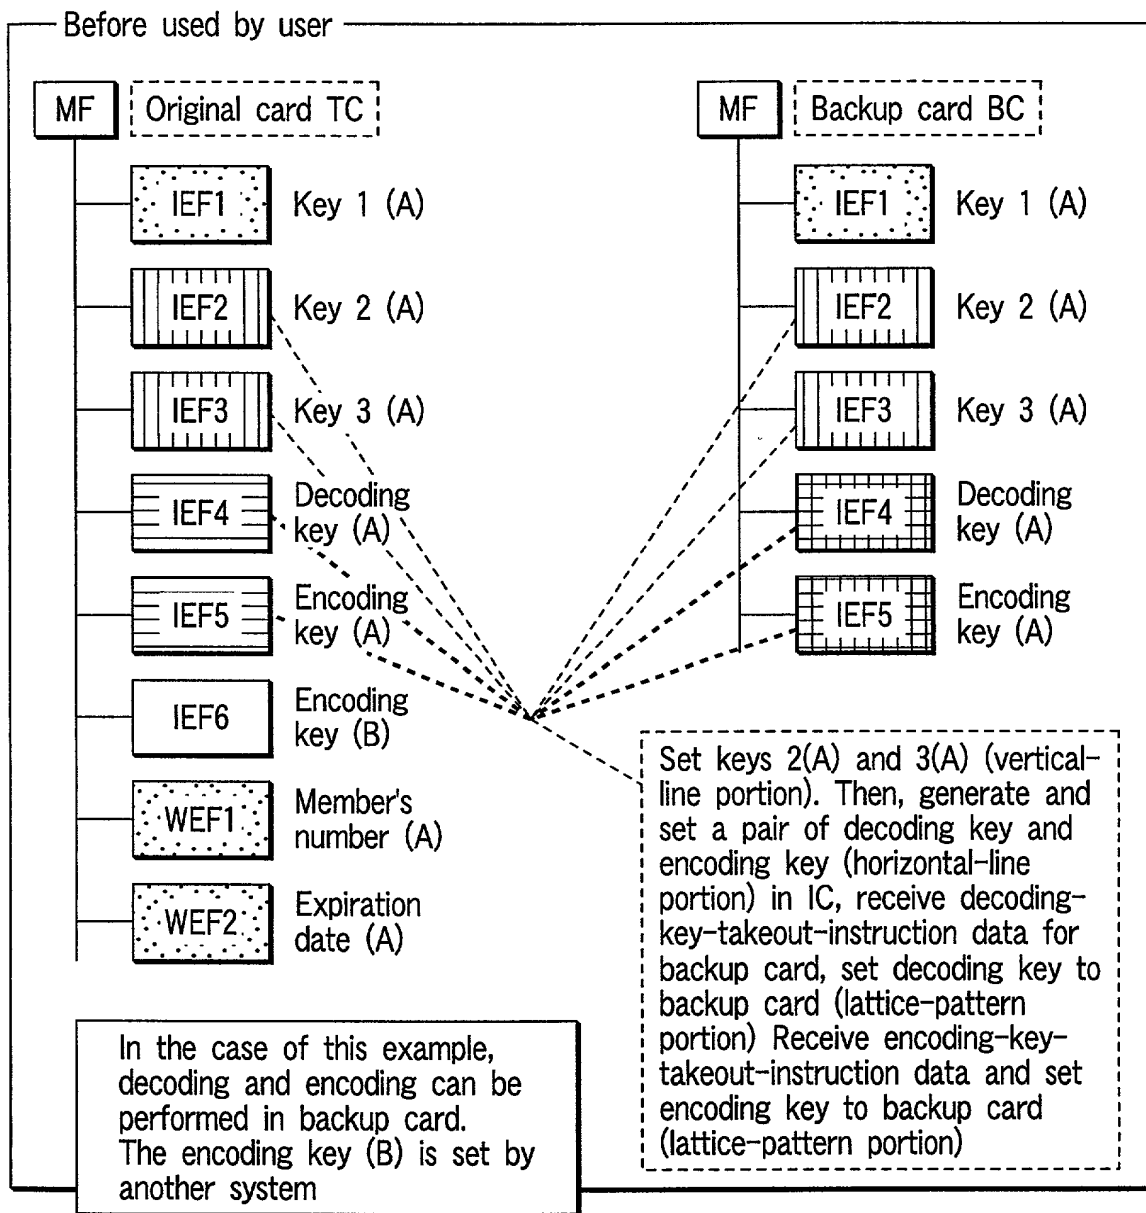 Before used by user
MF
Original card TC
IEF1
Key 1 (A)
IEF2
Key 2 (A)
IEF3
Key 3 (A)
IEF4
Decoding
key (A)
IEF5
Encoding
key (A)
IEF6
Encoding
key (B)
WEF1
Member's
number (A)
WEF2
Expiration
date (A)
MF
Backup card BC
IEF1
Key 1 (A)
IEF2
Key 2 (A)
IEF3
Key 3 (A)
IEF4
Decoding
key (A)
IEF5
Encoding
key (A)
Set keys 2(A) and 3(A) (vertical-
line portion). Then, generate and
set a pair of decoding key and
encoding key (horizontal-line
portion) in IC, receive decoding-
key-takeout-instruction data for
backup card, set decoding key to
backup card (lattice-pattern
portion) Receive encoding-key-
takeout-instruction data and set
encoding key to backup card
(lattice-pattern portion)
In the case of this example,
decoding and encoding can be
performed in backup card.
The encoding key (B) is set by
another system